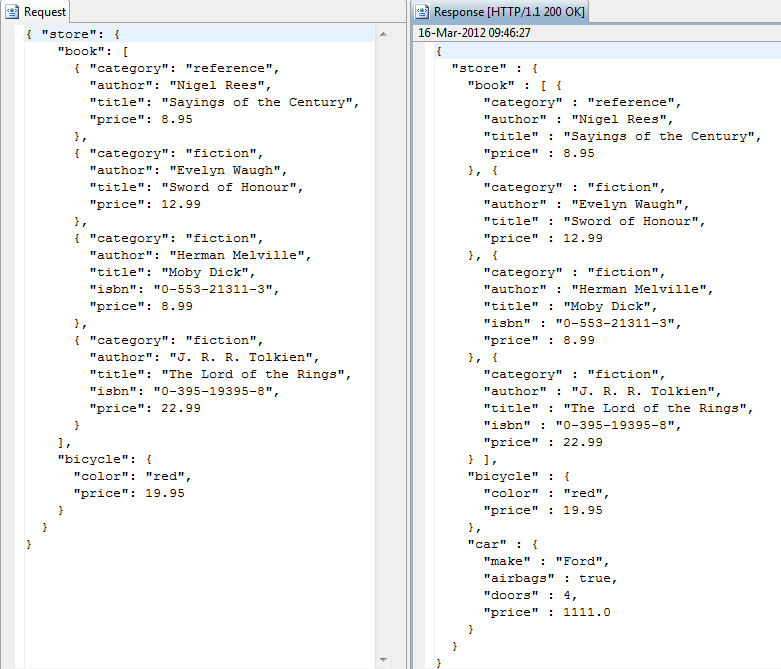 Request
{ "store": {
    "book": [
      { "category": "reference",
        "author": "Nigel Rees",
        "title": "Sayings of the Century",
        "price": 8.95
      },
      { "category": "fiction",
        "author": "Evelyn Waugh",
        "title": "Sword of Honour",
        "price": 12.99
      },
      { "category": "fiction",
        "author": "Herman Melville",
        "title": "Moby Dick",
        "isbn": "0-553-21311-3",
        "price": 8.99
      },
      { "category": "fiction",
        "author": "J. R. R. Tolkien",
        "title": "The Lord of the Rings",
        "isbn": "0-395-19395-8",
        "price": 22.99
      }
    ],
    "bicycle": {
      "color": "red",
      "price": 19.95
    }
  }
}
Response [HTTP/1.1 200 OK]
16-Mar-2012 09:46:27
{
  "store" : {
    "book" : [ {
      "category" : "reference",
      "author" : "Nigel Rees",
      "title" : "Sayings of the Century",
      "price" : 8.95
    }, {
      "category" : "fiction",
      "author" : "Evelyn Waugh",
      "title" : "Sword of Honour",
      "price" : 12.99
    }, {
      "category" : "fiction",
      "author" : "Herman Melville",
      "title" : "Moby Dick",
      "isbn" : "0-553-21311-3",
      "price" : 8.99
    }, {
      "category" : "fiction",
      "author" : "J. R. R. Tolkien",
      "title" : "The Lord of the Rings",
      "isbn" : "0-395-19395-8",
      "price" : 22.99
    } ],
    "bicycle" : {
      "color" : "red",
      "price" : 19.95
    },
    "car" : {
      "make" : "Ford",
      "airbags" : true,
      "doors" : 4,
      "price" : 1111.0
    }
  }
}